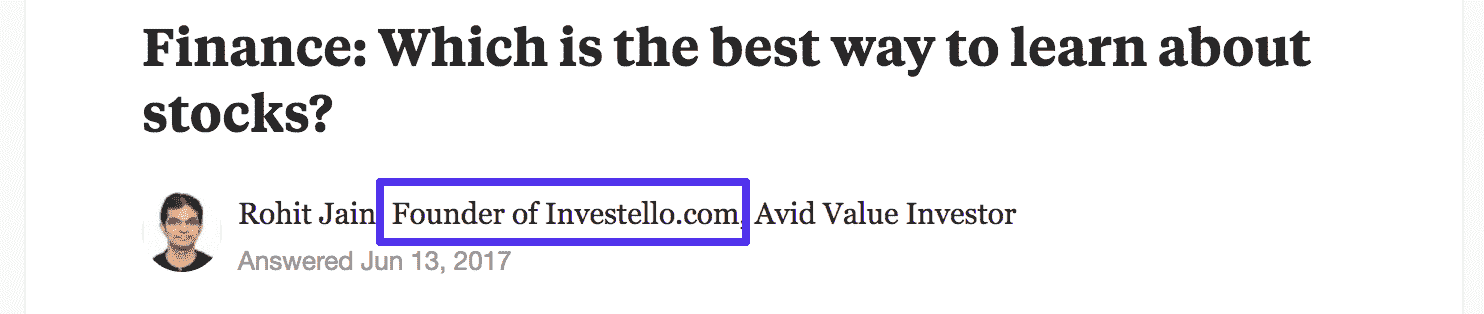 Finance: Which is the best way to learn about
stocks?
Rohit Jain, Founder of Investello.com, Avid Value Investor
Answered Jun 13, 2017